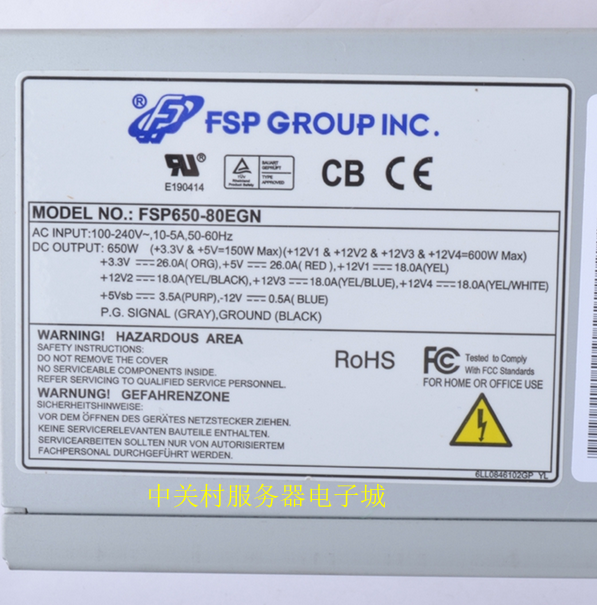 ® FSP GROUP INC.
E190414
CB CE
MODEL NO.: FSP650-80EGN
AC INPUT:100-240V~,10-5A,50-60Hz
DC OUTPUT: 650W (+3.3V & +5V=150W Max)(+12V1 & +12V2 & +12V3 & +12V4=600W Max)
+3.3V ⎓ 26.0A( ORG),+5V ⎓ 26.0A( RED ),+12V1 ⎓ 18.0A(YEL)
+12V2 ⎓ 18.0A(YEL/BLACK),+12V3 ⎓ 18.0A(YEL/BLUE),+12V4 ⎓ 18.0A(YEL/WHITE)
+5Vsb ⎓ 3.5A(PURP),-12V ⎓ 0.5A( BLUE)
P.G. SIGNAL (GRAY),GROUND (BLACK)
WARNING! HAZARDOUS AREA
SAFETY INSTRUCTIONS:
DO NOT REMOVE THE COVER
NO SERVICEABLE COMPONENTS INSIDE.
REFER SERVICING TO QUALIFIED SERVICE PERSONNEL.
WARNUNG! GEFAHRENZONE
SICHERHEITSHINWEISE:
VOR DEM ÖFFNEN DES GERÄTES NETZSTECKER ZIEHEN.
KEINE SERVICERELEVANTEN BAUTEILE ENTHALTEN.
SERVICEARBEITEN SOLLTEN NUR VON AUTORISIERTEM
FACHPERSONAL DURCHGEFÜHRT WERDEN.
RoHS
FC Tested to Comply
With FCC Standards
FOR HOME OR OFFICE USE
6LL0846102GP YL
中关村服务器电子城